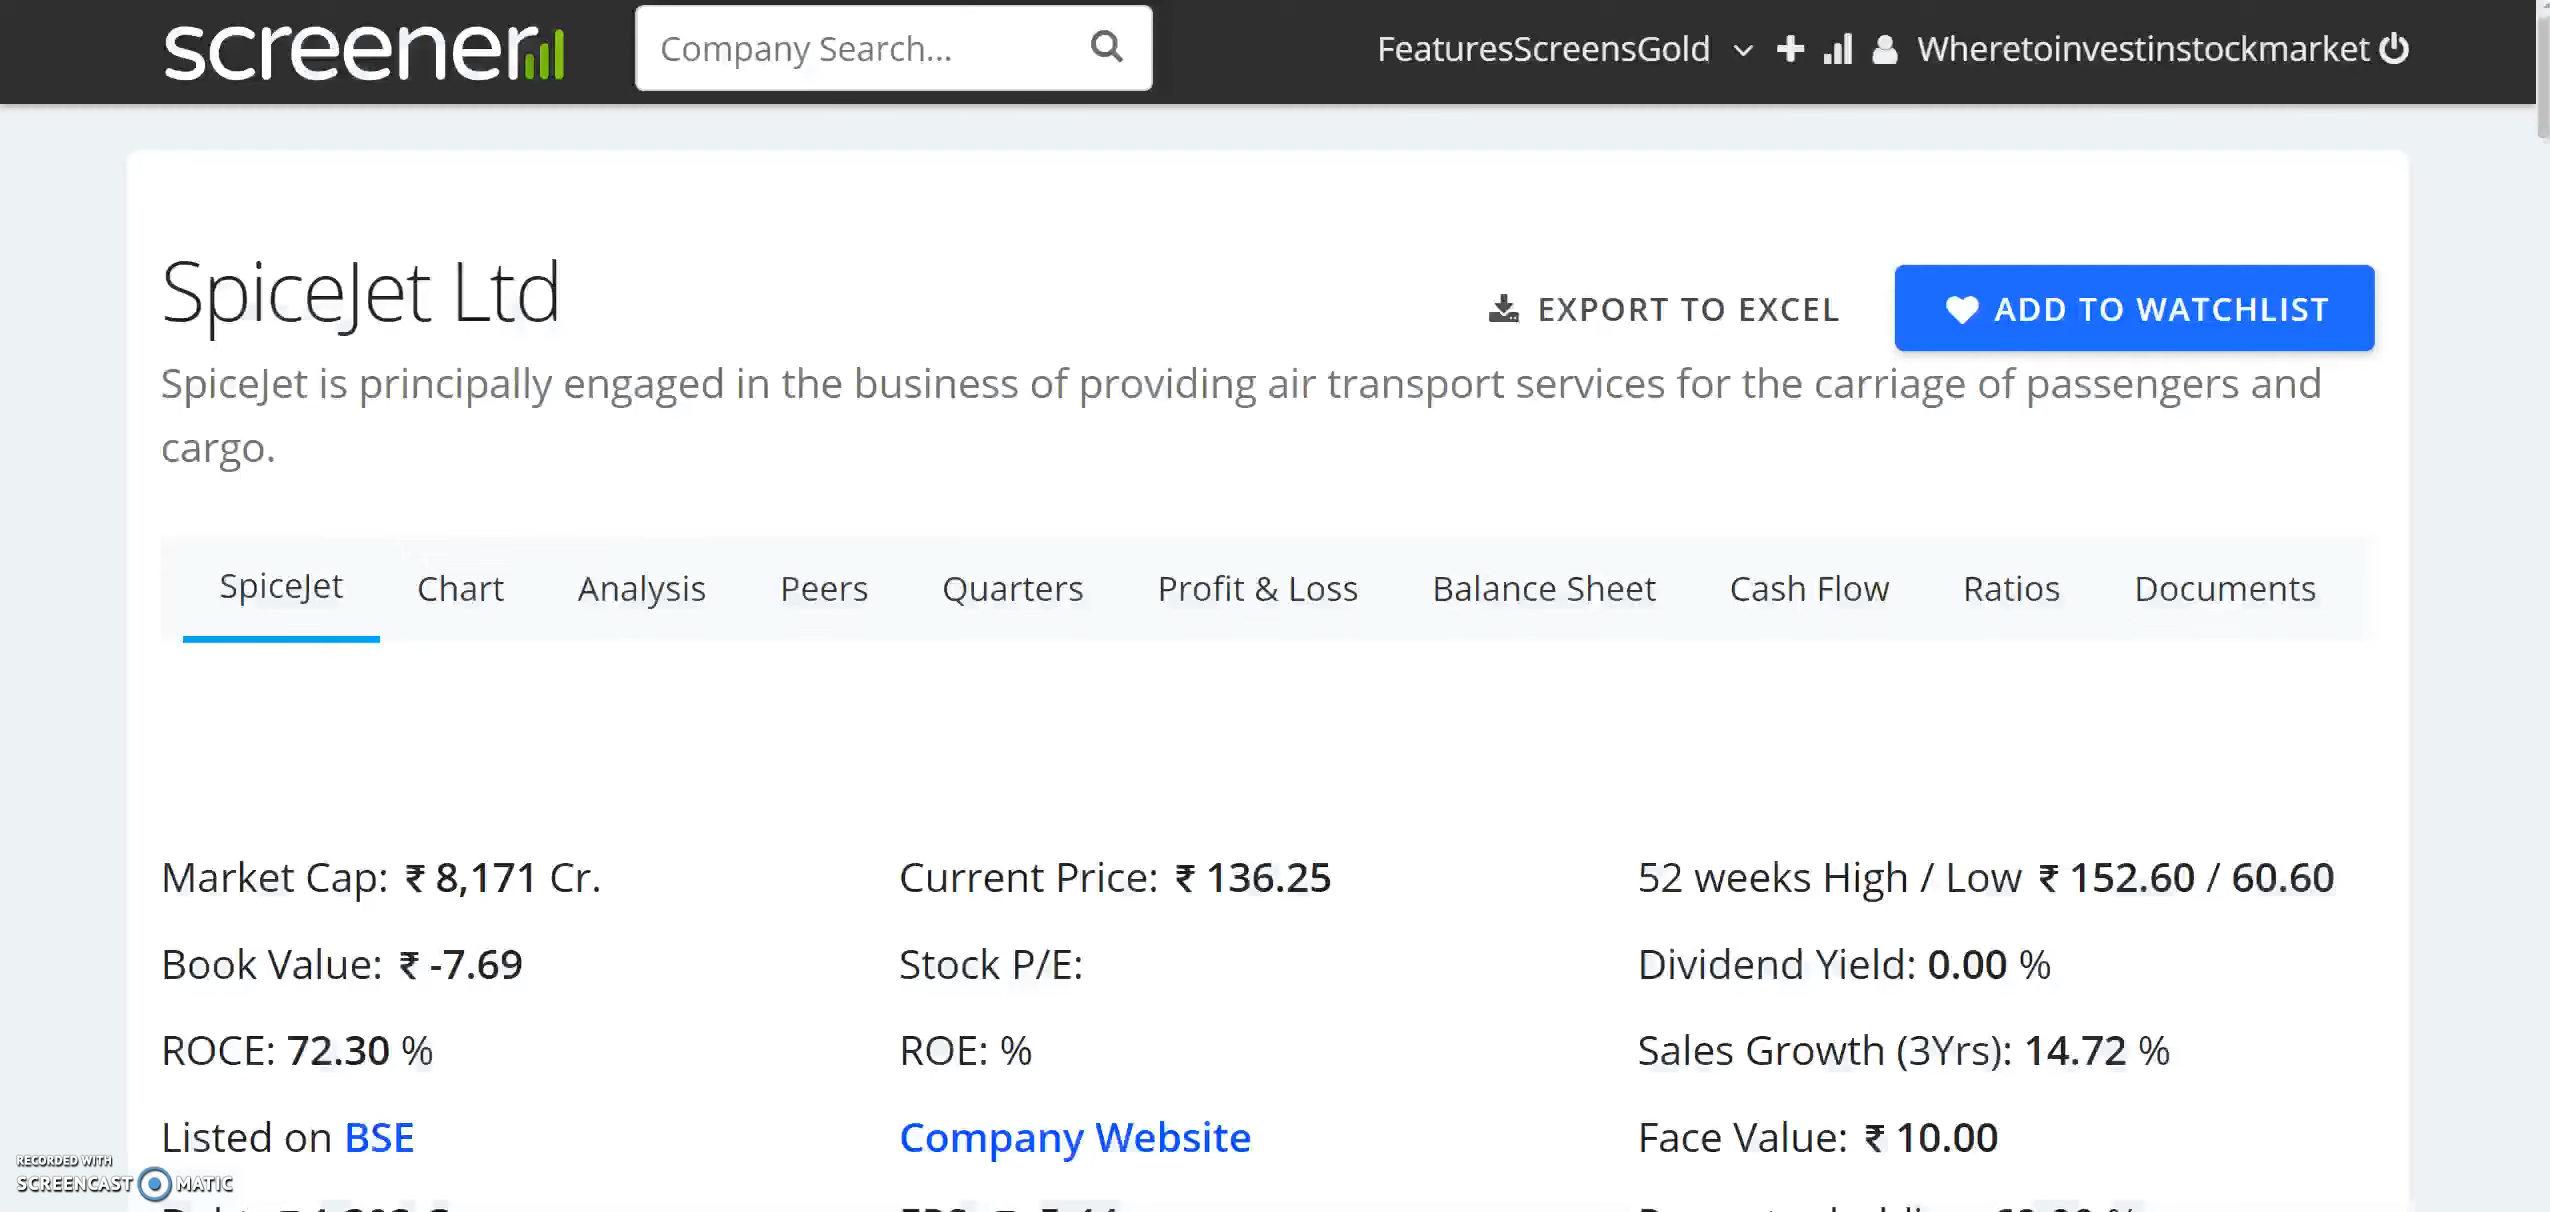 screener
Company Search...
FeaturesScreensGold
Wheretoinvestinstockmarket
SpiceJet Ltd
EXPORT TO EXCEL
ADD TO WATCHLIST
SpiceJet is principally engaged in the business of providing air transport services for the carriage of passengers and
cargo.
SpiceJet Chart Analysis Peers Quarters Profit & Loss Balance Sheet Cash Flow Ratios Documents
Market Cap: ₹ 8,171 Cr.
Current Price: ₹ 136.25
52 weeks High / Low ₹ 152.60 / 60.60
Book Value: ₹ -7.69
Stock P/E:
Dividend Yield: 0.00 %
ROCE: 72.30 %
ROE: %
Sales Growth (3Yrs): 14.72 %
Listed on BSE
Company Website
Face Value: ₹ 10.00
RECORDED WITH
SCREENCAST MATIC